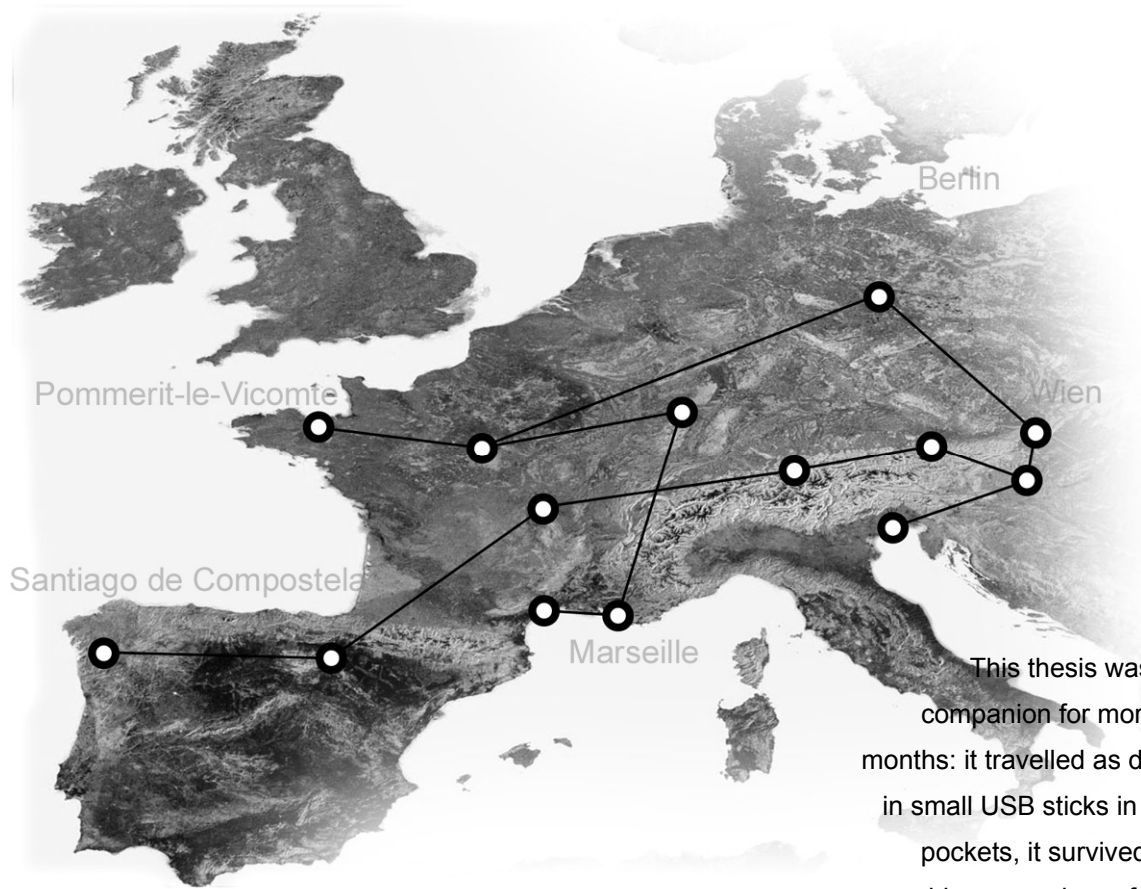 Berlin
Pommerit-le-Vicomte
Wien
Santiago de Compostela
Marseille
This thesis was
companion for
months: it travelled as
in small USB sticks in
pockets, it survived